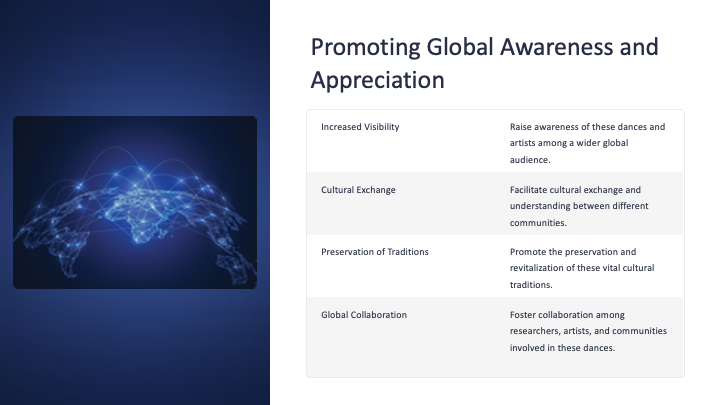 Promoting Global Awareness and
Appreciation
Increased Visibility
Raise awareness of these dances and
artists among a wider global
audience.
Cultural Exchange
Facilitate cultural exchange and
understanding between different
communities.
Preservation of Traditions
Promote the preservation and
revitalization of these vital cultural
traditions.
Global Collaboration
Foster collaboration among
researchers, artists, and communities
involved in these dances.